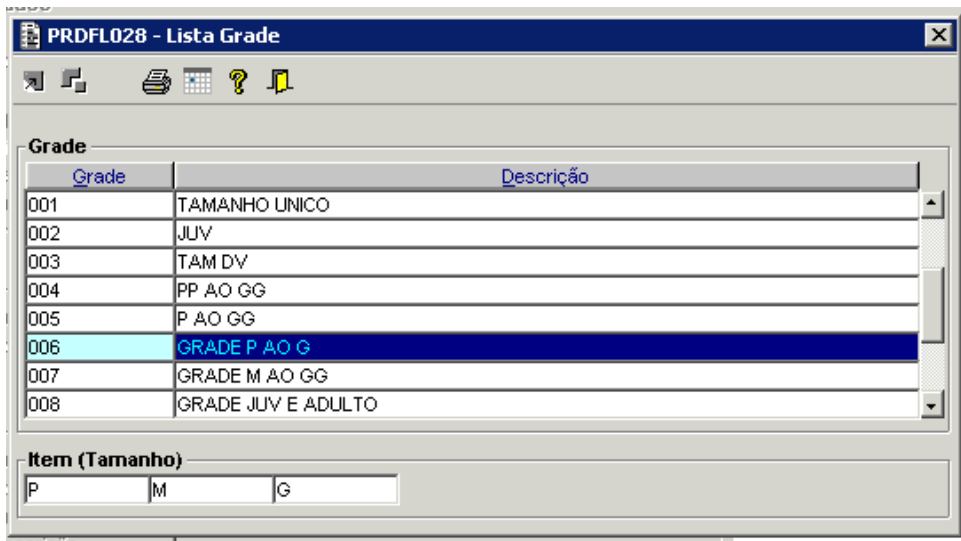 PRDFL028 - Lista Grade
Grade
Grade Descrição
001 TAMANHO UNICO
002 JUV
003 TAM DV
004 PP AO GG
005 P AO GG
006 GRADE P AO G
007 GRADE M AO GG
008 GRADE JUV E ADULTO
Item (Tamanho)
P M G